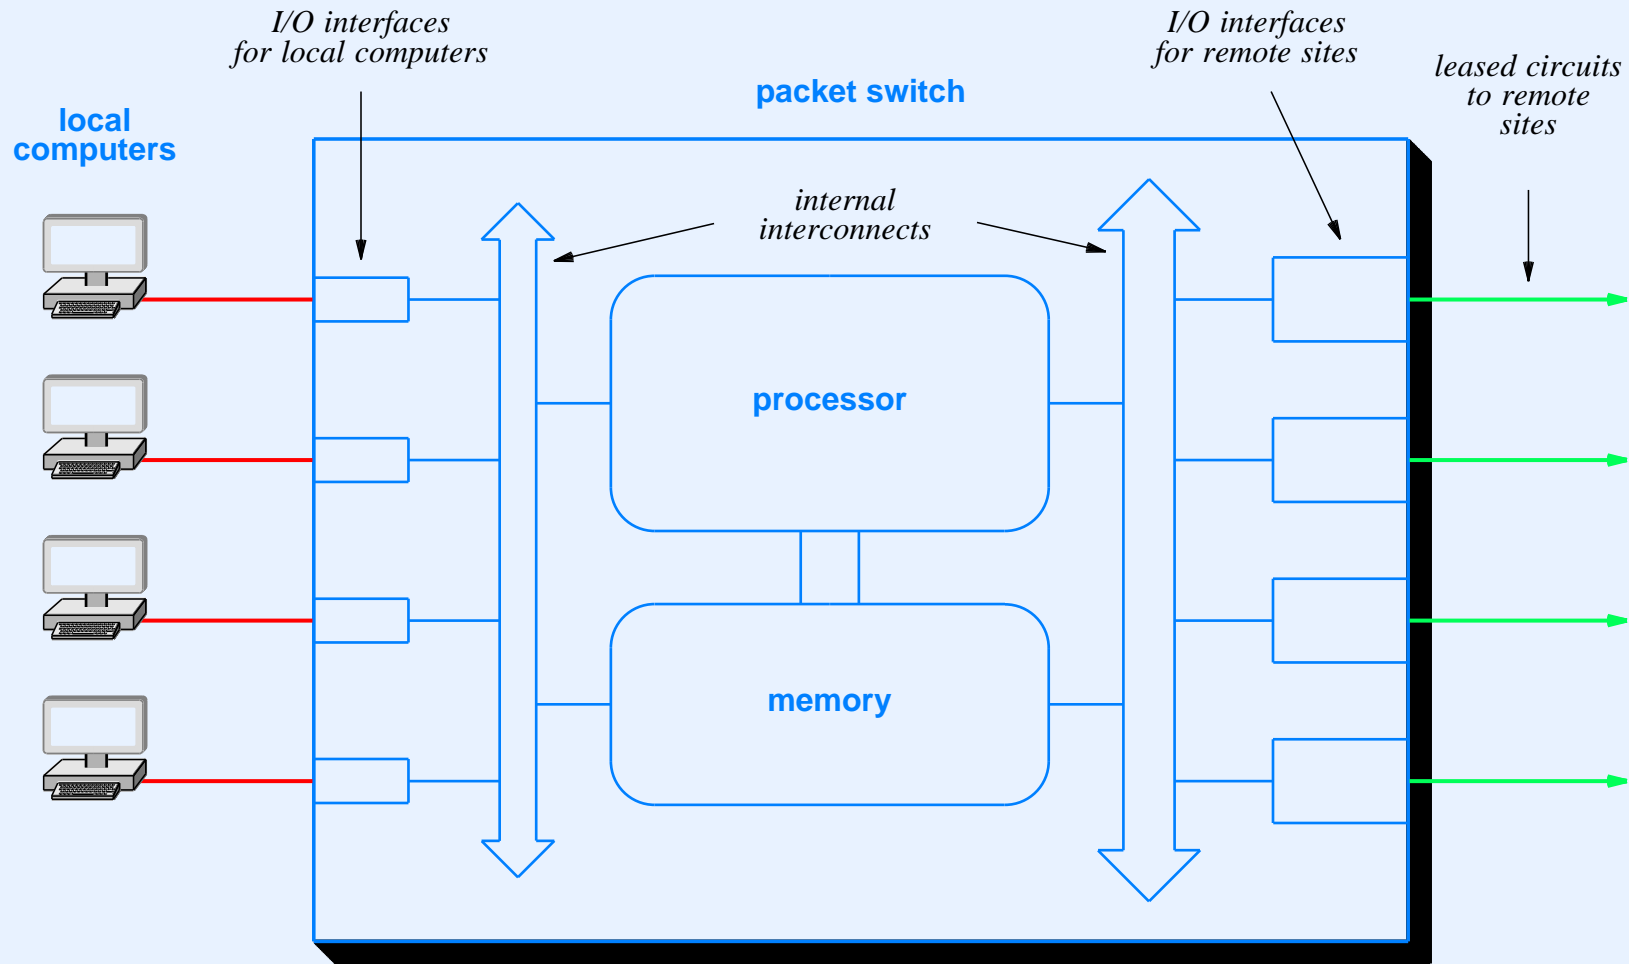 I/O interfaces
for local computers
I/O interfaces
for remote sites
leased circuits
to remote
sites
packet switch
local
computers
internal
interconnects
processor
memory